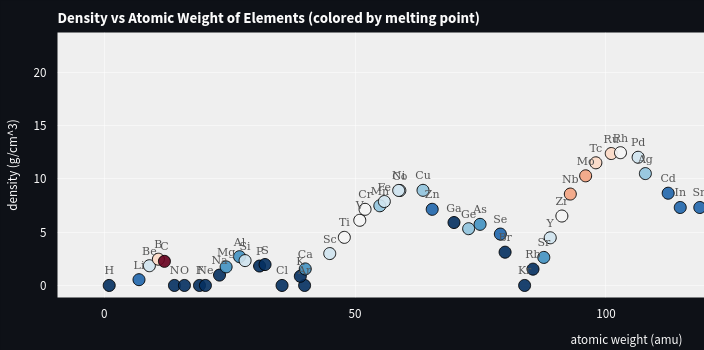 Density vs Atomic Weight of Elements (colored by melting point)
density (g/cm^3)
20
15
10
5
0
H Li Be B C N O F Ne Na Mg Al Si P S Cl K Ca Sc Ti V Cr Mn Fe Ni Co Cu Zn Ga Ge As Se Kr Rb Sr Y Zr Nb Mo Tc Ru Rh Pd Ag Cd In Sn
0 50 100
atomic weight (amu)